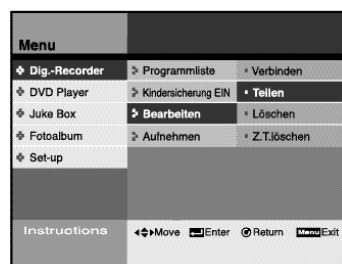 Menu
Dig.-Recorder Programmliste Verbinden
DVD Player Kindersicherung EIN Teilen
Juke Box Bearbeiten Löschen
Fotoalbum Aufnehmen Z.T.löschen
Set-up
Instructions Move Enter Return Menu Exit